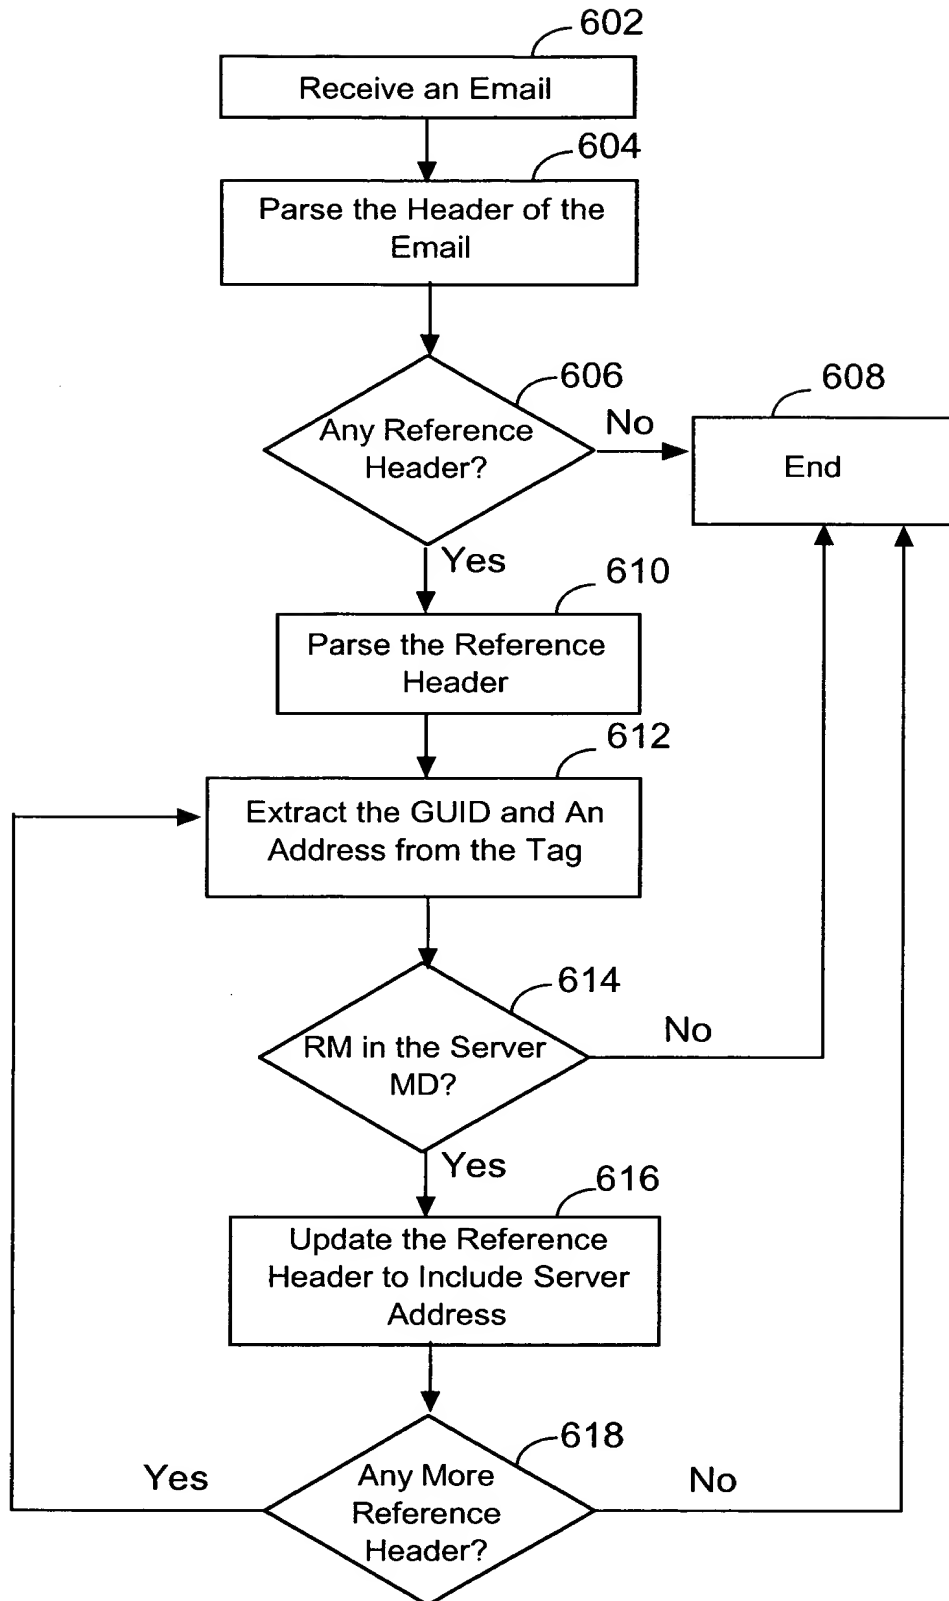 602
Receive an Email
604
Parse the Header of the
Email
606
Any Reference
Header?
No
608
End
Yes
610
Parse the Reference
Header
612
Extract the GUID and An
Address from the Tag
614
RM in the Server
MD?
No
Yes
616
Update the Reference
Header to Include Server
Address
618
Any More
Reference
Header?
Yes
No